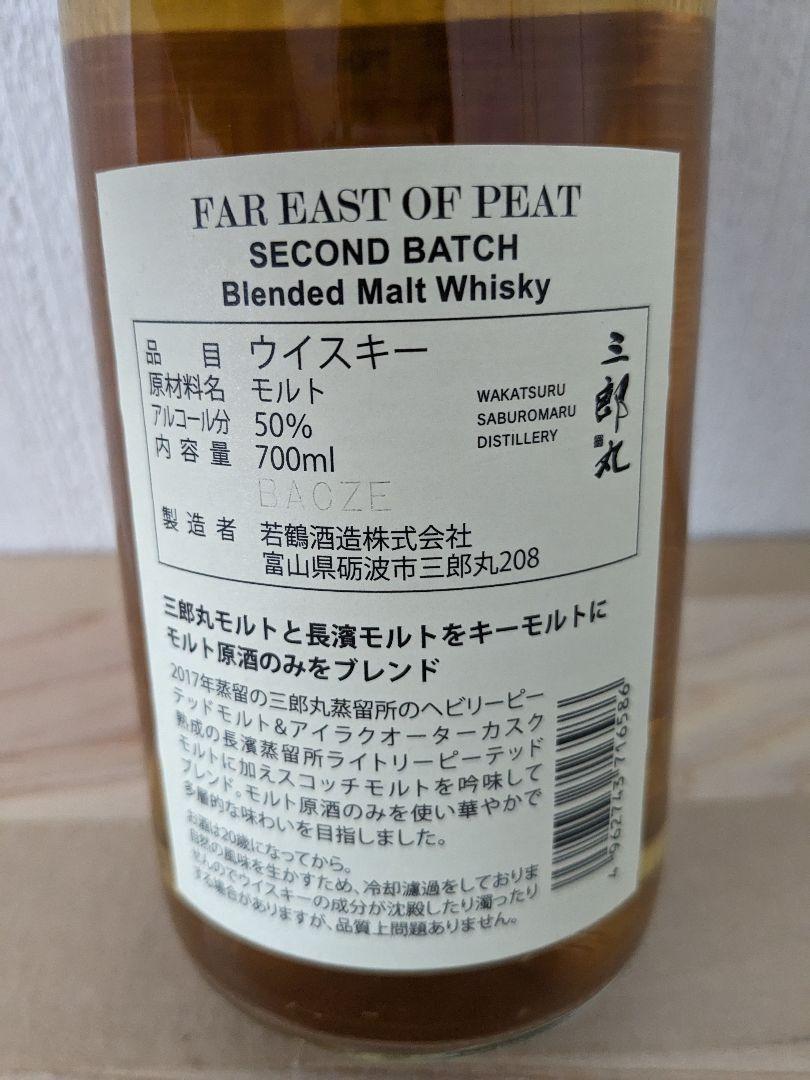 FAR EAST OF PEAT
SECOND BATCH
Blended Malt Whisky
品目 ウイスキー
原材料名 モルト
アルコール分 50%
内容量 700ml
BAOZE
製造者 若鶴酒造株式会社
富山県砺波市三郎丸208
WAKATSURU
SABUROMARU
DISTILLERY
三郎丸
三郎丸モルトと長濱モルトをキーモルトに
モルト原酒のみをブレンド
2017年蒸留の三郎丸蒸留所のヘビリーピー
テッドモルト&アイラクオーターカスク
熟成の長濱蒸留所ライトリーピーテッド
モルトに加えスコッチモルトを吟味して
ブレンド。モルト原酒のみを使い華やかで
多層的な味わいを目指しました。
お酒は20歳になってから。
自然の風味を生かすため、冷却濾過をしておりま
せんのでウイスキーの成分が沈殿したり濁ったり
する場合がありますが、品質上問題ありません。
4962743716586